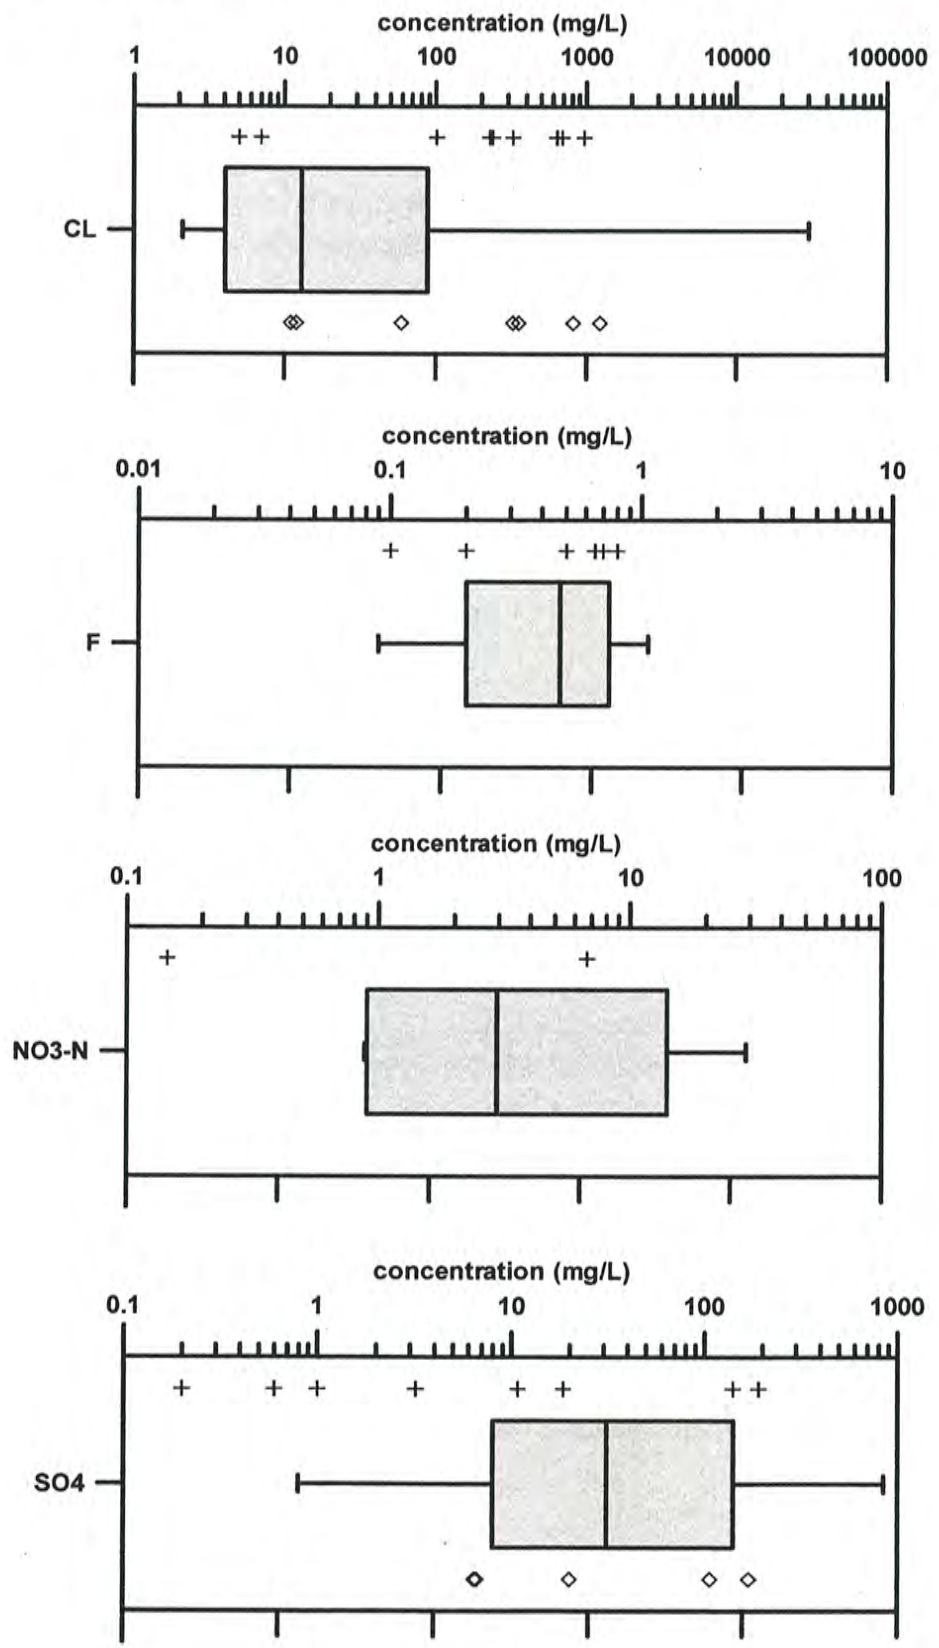 concentration (mg/L)
1 10 100 1000 10000 100000
CL
concentration (mg/L)
0.01 0.1 1 10
F
concentration (mg/L)
0.1 1 10 100
NO3-N
concentration (mg/L)
0.1 1 10 100 1000
SO4